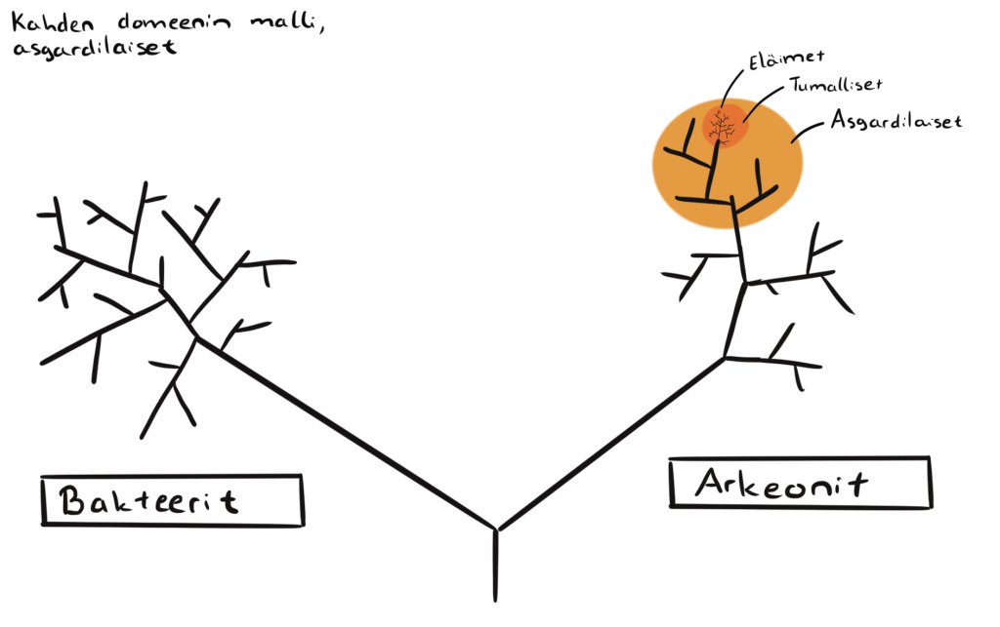 Kahden domeenin malli,
asgardilaiset
Eläimet
Tumalliset
Asgardilaiset
Bakteerit
Arkeonit